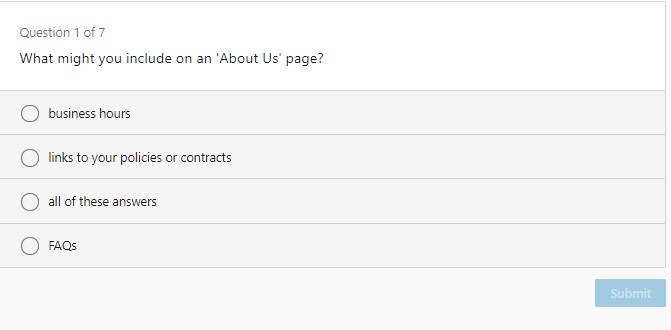 Question 1 of 7
What might you include on an 'About Us' page?
business hours
links to your policies or contracts
all of these answers
FAQs
Submit